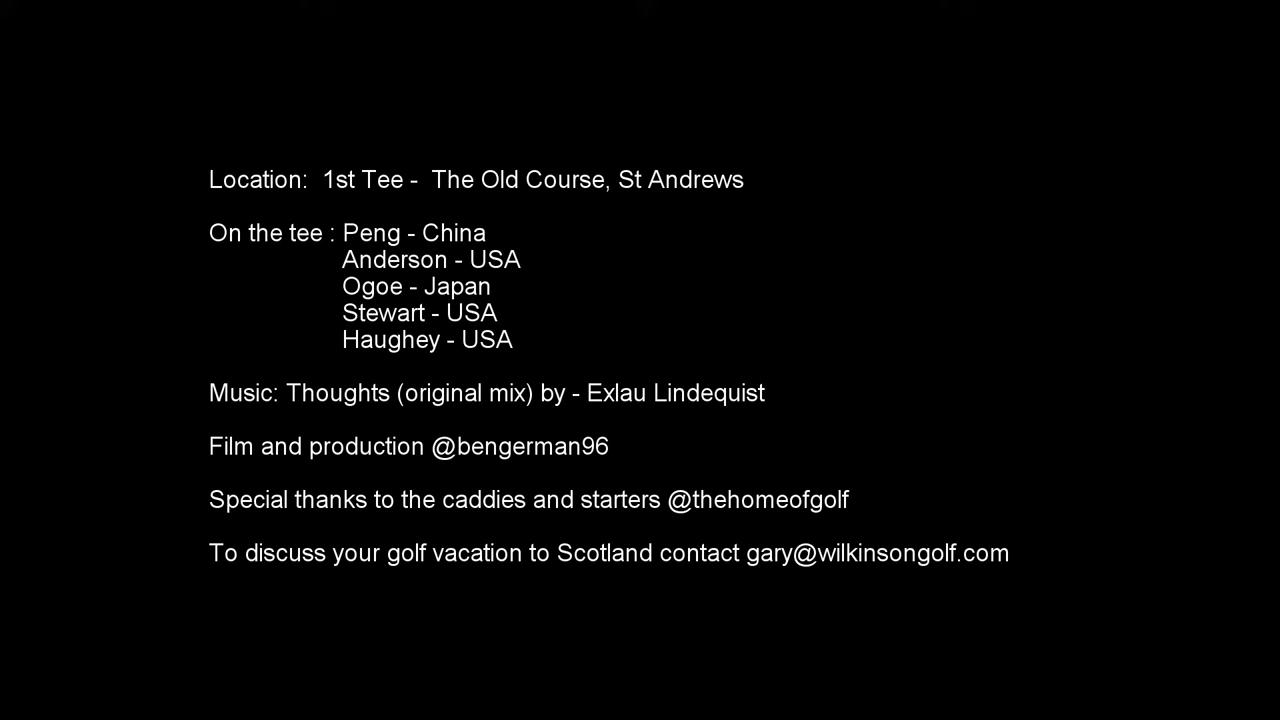 Location:  1st Tee -  The Old Course, St Andrews
On the tee : Peng - China
Anderson - USA
Ogoe - Japan
Stewart - USA
Haughey - USA
Music: Thoughts (original mix) by - Exlau Lindequist
Film and production @bengerman96
Special thanks to the caddies and starters @thehomeofgolf
To discuss your golf vacation to Scotland contact gary@wilkinsongolf.com